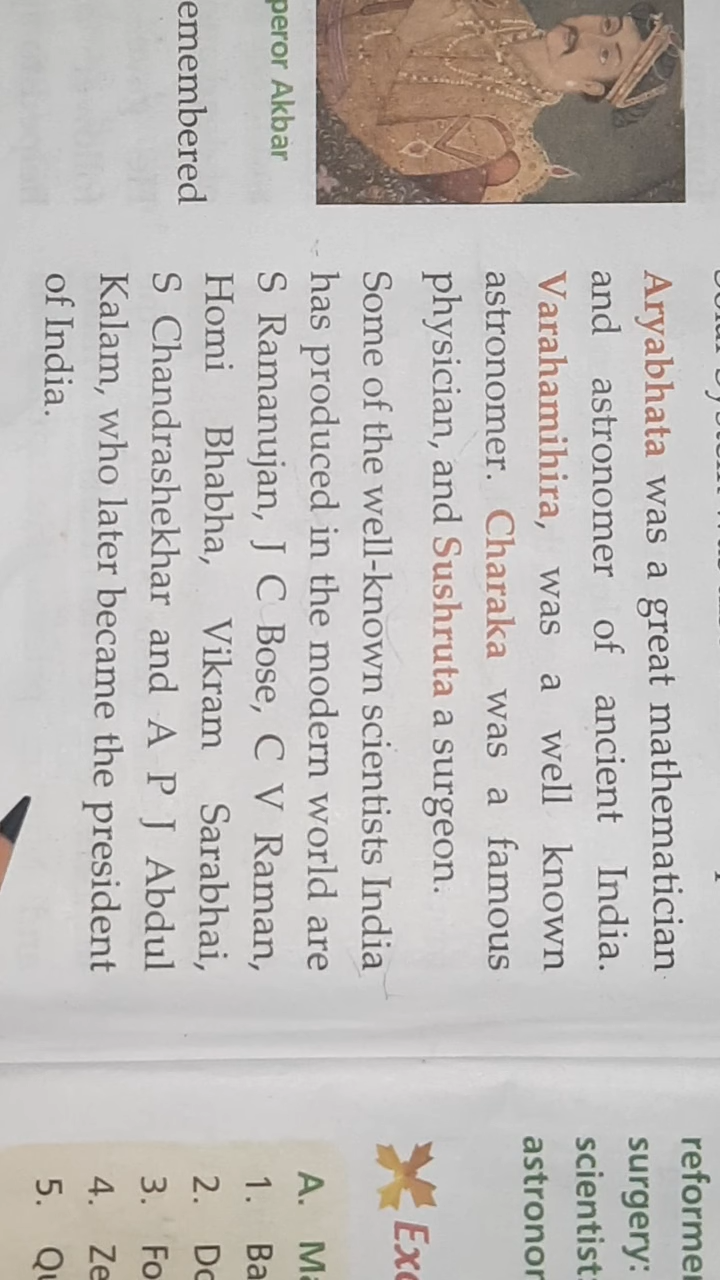 peror Akbar
emembered
Aryabhata was a great mathematician
and astronomer of ancient India.
Varahamihira, was a well known
astronomer. Charaka was a famous
physician, and Sushruta a surgeon.
Some of the well-known scientists India
has produced in the modern world are
S Ramanujan, J C Bose, C V Raman,
Homi Bhabha, Vikram Sarabhai,
S Chandrashekhar and A P J Abdul
Kalam, who later became the president
of India.
reformer
surgery:
scientist:
astronor
Exe
A. Ma
1. Ba
2. Do
3. Fo
4. Ze
5. Qu